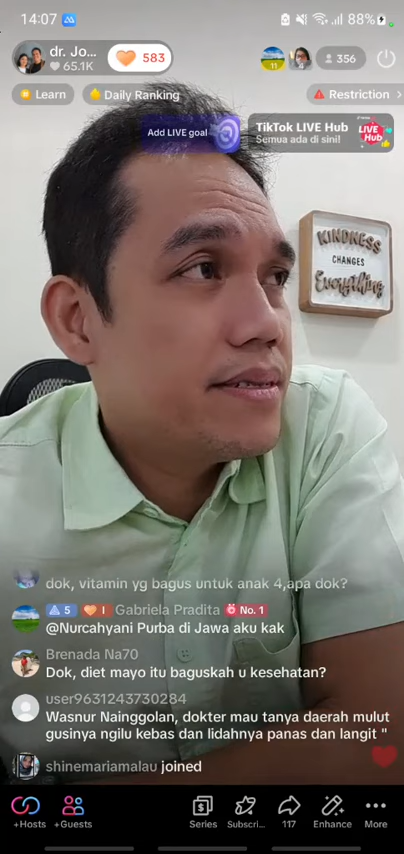 14:07
88%
dr. Jo...
65.1K
583
11
356
Learn
Daily Ranking
Restriction
Add LIVE goal
TikTok LIVE Hub
Semua ada di sini!
LIVE
Hub
KINDNESS
CHANGES
Everything
dok, vitamin yg bagus untuk anak 4,apa dok?
5 1 Gabriela Pradita No. 1
@Nurcahyani Purba di Jawa aku kak
Brenada Na70
Dok, diet mayo itu baguskah u kesehatan?
user9631243730284
Wasnur Nainggolan, dokter mau tanya daerah mulut
gusinya ngilu kebas dan lidahnya panas dan langit "
shinemariamalau joined
+Hosts
+Guests
Series
Subscri...
117
Enhance
More